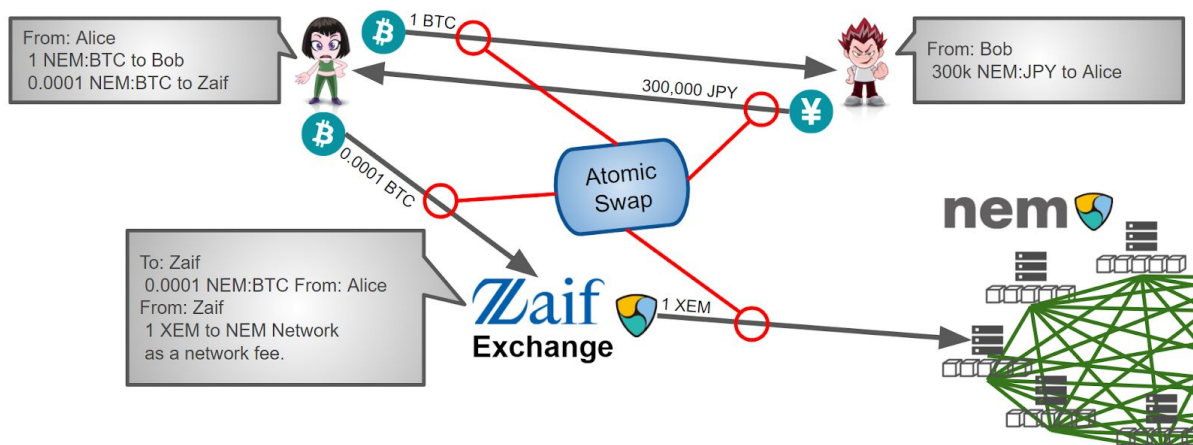 From: Alice
1 NEM:BTC to Bob
0.0001 NEM:BTC to Zaif
1 BTC
From: Bob
300k NEM:JPY to Alice
300,000 JPY
0.0001 BTC
Atomic
Swap
nem
To: Zaif
0.0001 NEM:BTC From: Alice
From: Zaif
1 XEM to NEM Network
as a network fee.
Zaif
Exchange
1 XEM